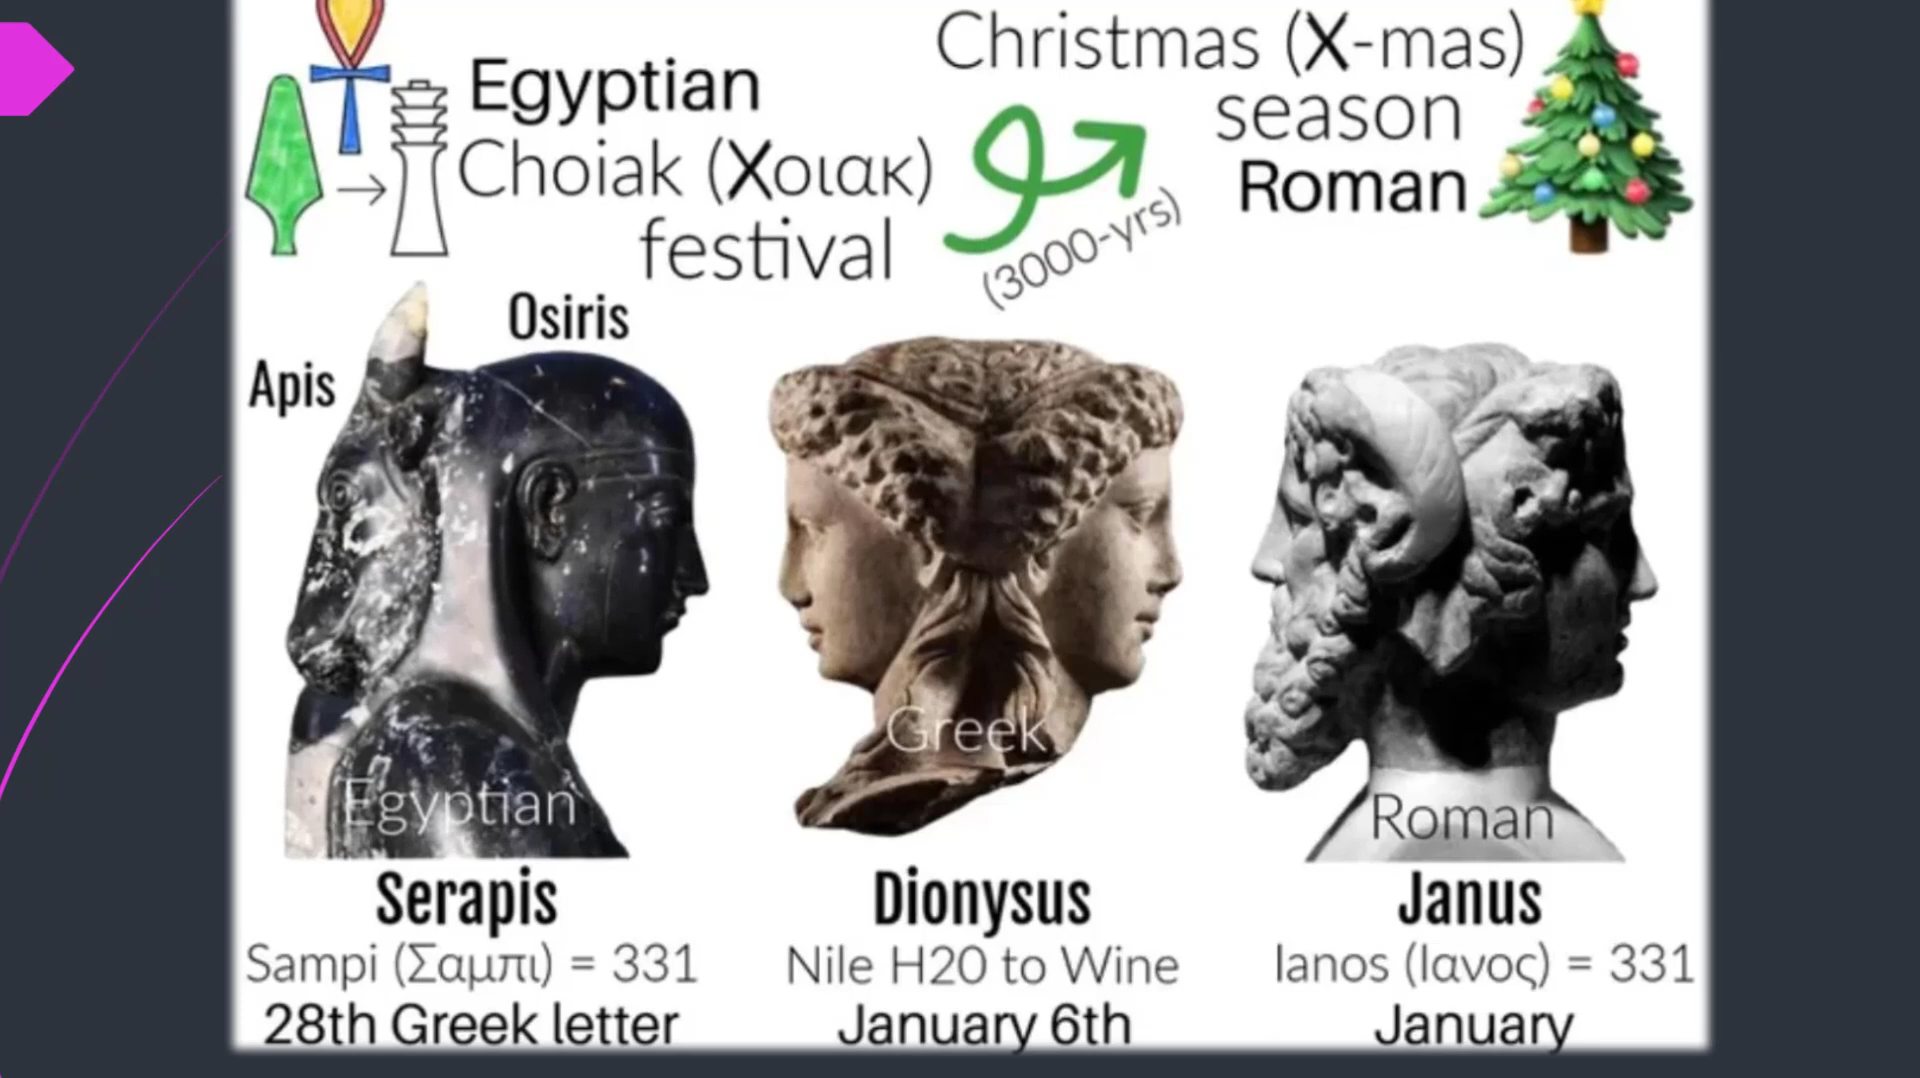 Egyptian
Choiak (Χοιακ)
festival
(3000-yrs)
Christmas (X-mas)
season
Roman
Osiris
Apis
Egyptian
Greek
Roman
Serapis
Sampi (Σαμπι) = 331
28th Greek letter
Dionysus
Nile H20 to Wine
January 6th
Janus
Ianos (Ιανος) = 331
January